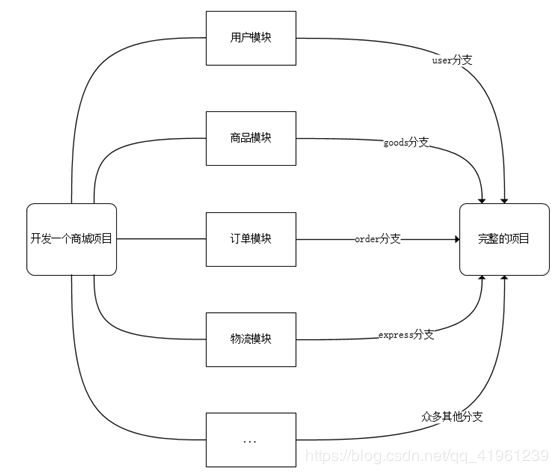 用户模块
user分支
商品模块
goods分支
开发一个商城项目
订单模块
order分支
完整的项目
物流模块
express分支
众多其他分支
...
https://blog.csdn.net/qq_41961239